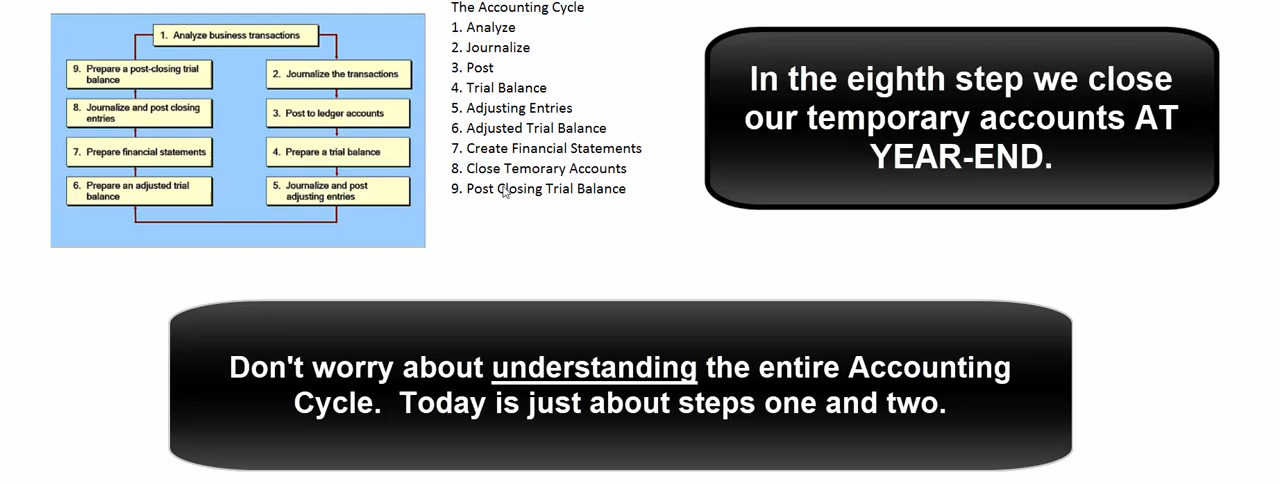 The Accounting Cycle
1. Analyze
2. Journalize
3. Post
4. Trial Balance
5. Adjusting Entries
6. Adjusted Trial Balance
7. Create Financial Statements
8. Close Temorary Accounts
9. Post Closing Trial Balance
1. Analyze business transactions
2. Journalize the transactions
3. Post to ledger accounts
4. Prepare a trial balance
5. Journalize and post
adjusting entries
6. Prepare an adjusted trial
balance
7. Prepare financial statements
8. Journalize and post closing
entries
9. Prepare a post-closing trial
balance
In the eighth step we close
our temporary accounts AT
YEAR-END.
Don't worry about understanding the entire Accounting
Cycle. Today is just about steps one and two.